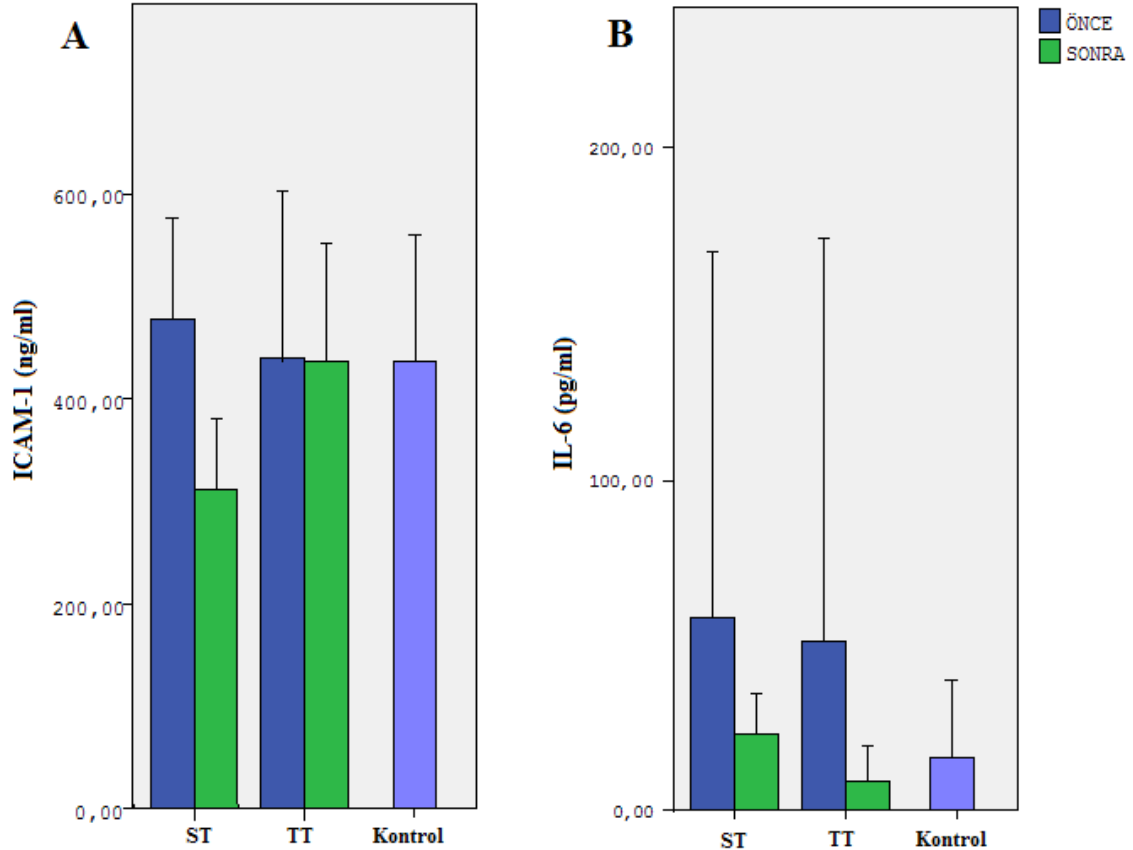 A
ICAM-1 (ng/ml)
600,00
400,00
200,00
0,00
ST TT Kontrol
B
IL-6 (pg/ml)
200,00
100,00
0,00
ST TT Kontrol
ÖNCE
SONRA